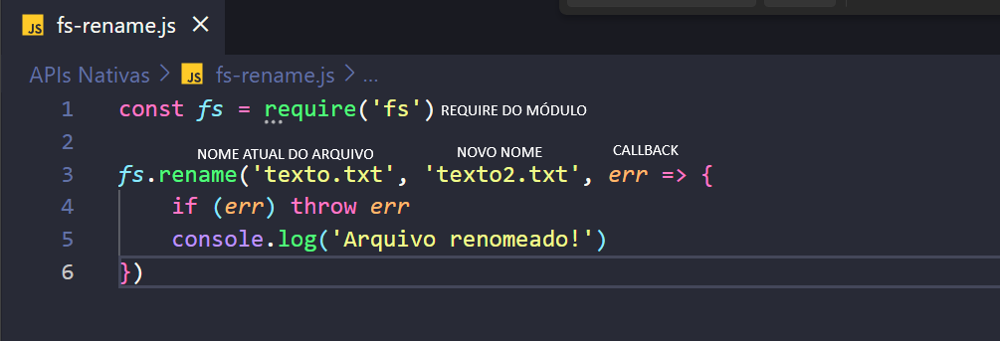 JS fs-rename.js ×
APIs Nativas > JS fs-rename.js > ...
1 const fs = require('fs') REQUIRE DO MÓDULO
2
NOME ATUAL DO ARQUIVO NOVO NOME CALLBACK
3 fs.rename('texto.txt', 'texto2.txt', err => {
4 if (err) throw err
5 console.log('Arquivo renomeado!')
6 })